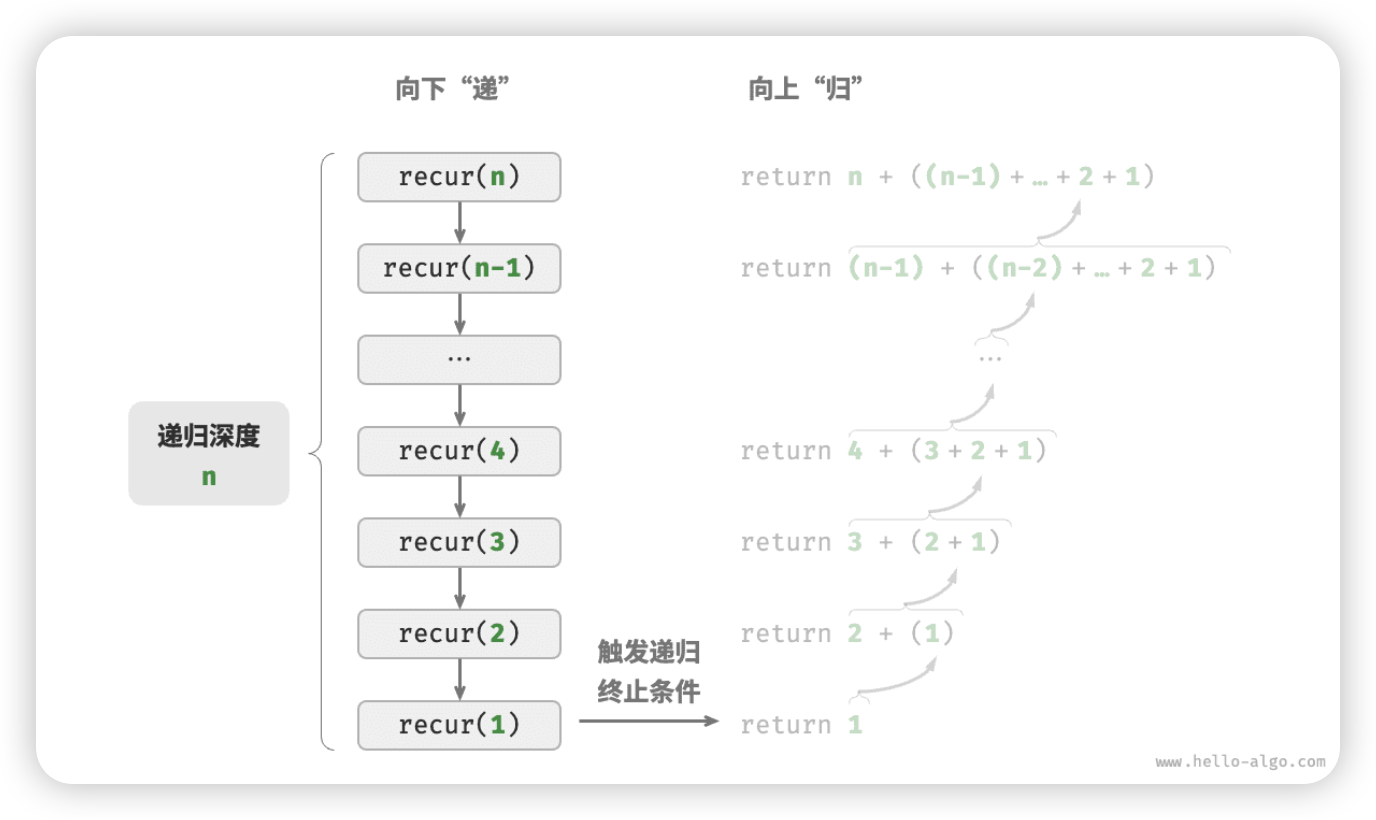 向下“递”
向上“归”
recur(n)
return n + ((n-1) + … + 2 + 1)
recur(n-1)
return (n-1) + ((n-2) + … + 2 + 1)
…
…
递归深度
n
recur(4)
return 4 + (3 + 2 + 1)
recur(3)
return 3 + (2 + 1)
recur(2)
return 2 + (1)
触发递归
终止条件
recur(1)
return 1
www.hello-algo.com